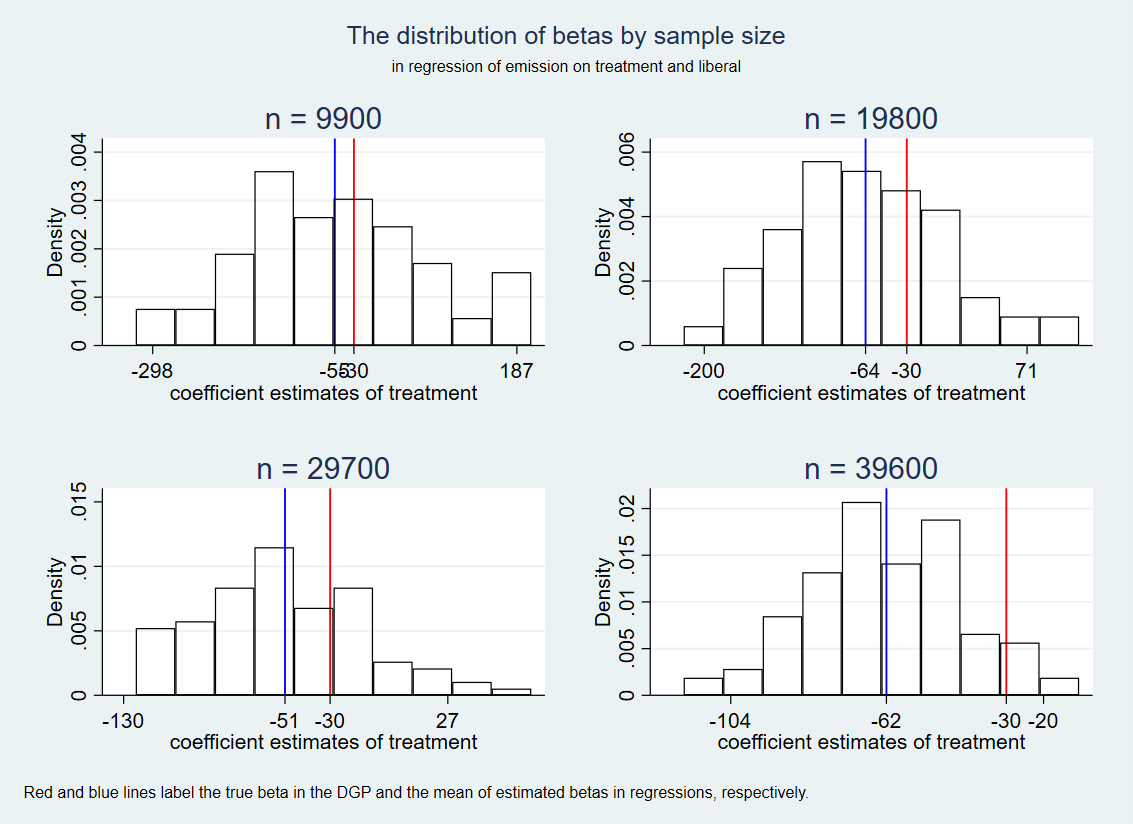 The distribution of betas by sample size
in regression of emission on treatment and liberal
n = 9900
Density
0 .001 .002 .003 .004
-298 -55 -30 187
coefficient estimates of treatment
n = 19800
Density
0 .002 .004 .006
-200 -64 -30 71
coefficient estimates of treatment
n = 29700
Density
0 .005 .01 .015
-130 -51 -30 27
coefficient estimates of treatment
n = 39600
Density
0 .005 .01 .015 .02
-104 -62 -30 -20
coefficient estimates of treatment
Red and blue lines label the true beta in the DGP and the mean of estimated betas in regressions, respectively.